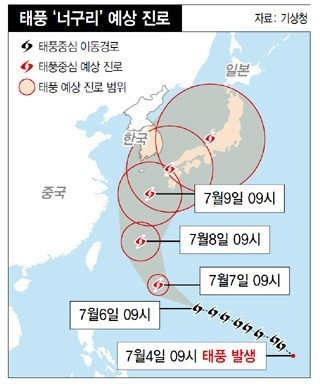 태풍 ‘너구리’ 예상 진로
자료: 기상청
태풍중심 이동경로
태풍중심 예상 진로
태풍 예상 진로 범위
일본
한국
중국
7월9일 09시
7월8일 09시
7월7일 09시
7월6일 09시
7월4일 09시 태풍 발생